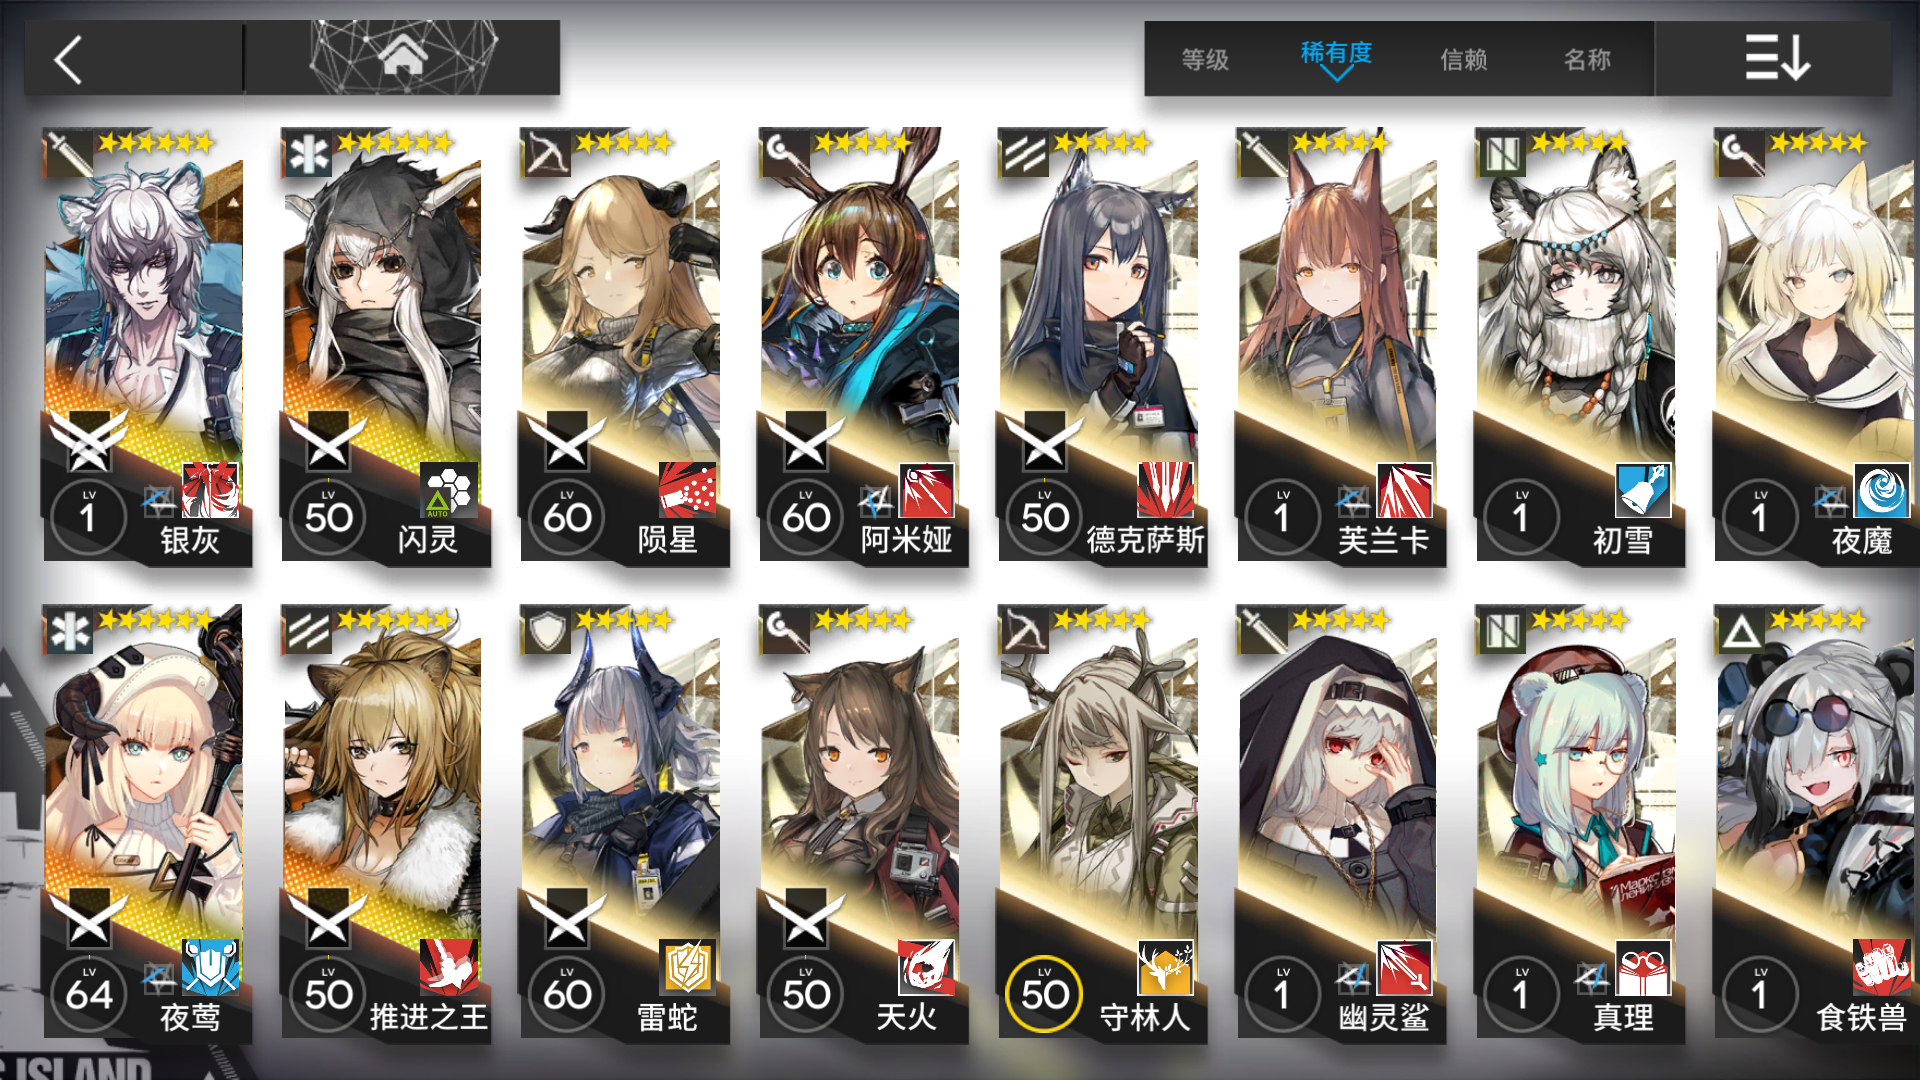 等级 稀有度 信赖 名称
LV 1 银灰
LV 50 AUTO 闪灵
LV 60 陨星
LV 60 阿米娅
LV 50 德克萨斯
LV 1 芙兰卡
LV 1 初雪
LV 1 夜魔
LV 64 夜莺
LV 50 推进之王
LV 60 雷蛇
LV 50 天火
LV 50 守林人
LV 1 幽灵鲨
LV 1 真理
LV 1 食铁兽
ISLAND